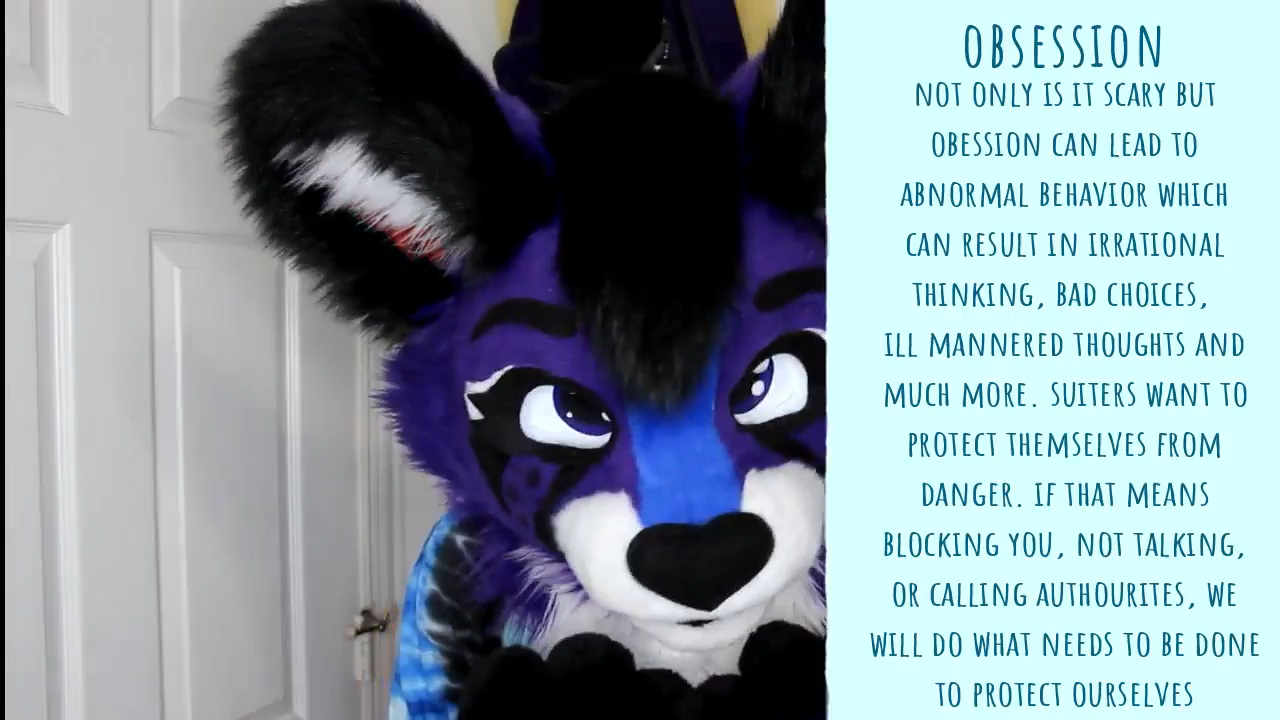 OBSESSION
NOT ONLY IS IT SCARY BUT
OBESSION CAN LEAD TO
ABNORMAL BEHAVIOR WHICH
CAN RESULT IN IRRATIONAL
THINKING, BAD CHOICES,
ILL MANNERED THOUGHTS AND
MUCH MORE. SUITERS WANT TO
PROTECT THEMSELVES FROM
DANGER. IF THAT MEANS
BLOCKING YOU, NOT TALKING,
OR CALLING AUTHOURITES, WE
WILL DO WHAT NEEDS TO BE DONE
TO PROTECT OURSELVES